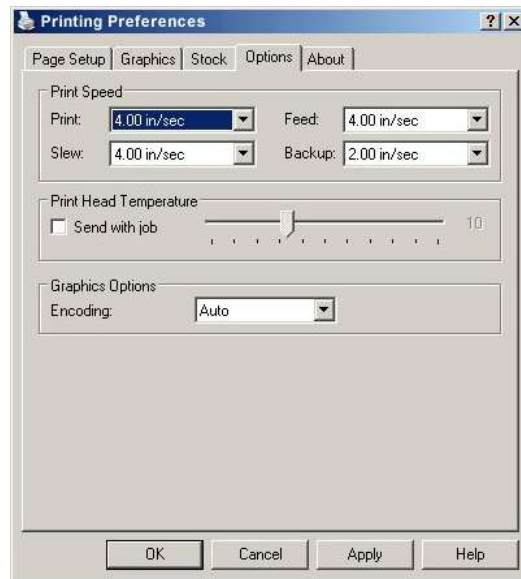 Printing Preferences
Page Setup Graphics Stock Options About
Print Speed
Print: 4.00 in/sec Feed: 4.00 in/sec
Slew: 4.00 in/sec Backup: 2.00 in/sec
Print Head Temperature
Send with job 10
Graphics Options
Encoding: Auto
OK Cancel Apply Help